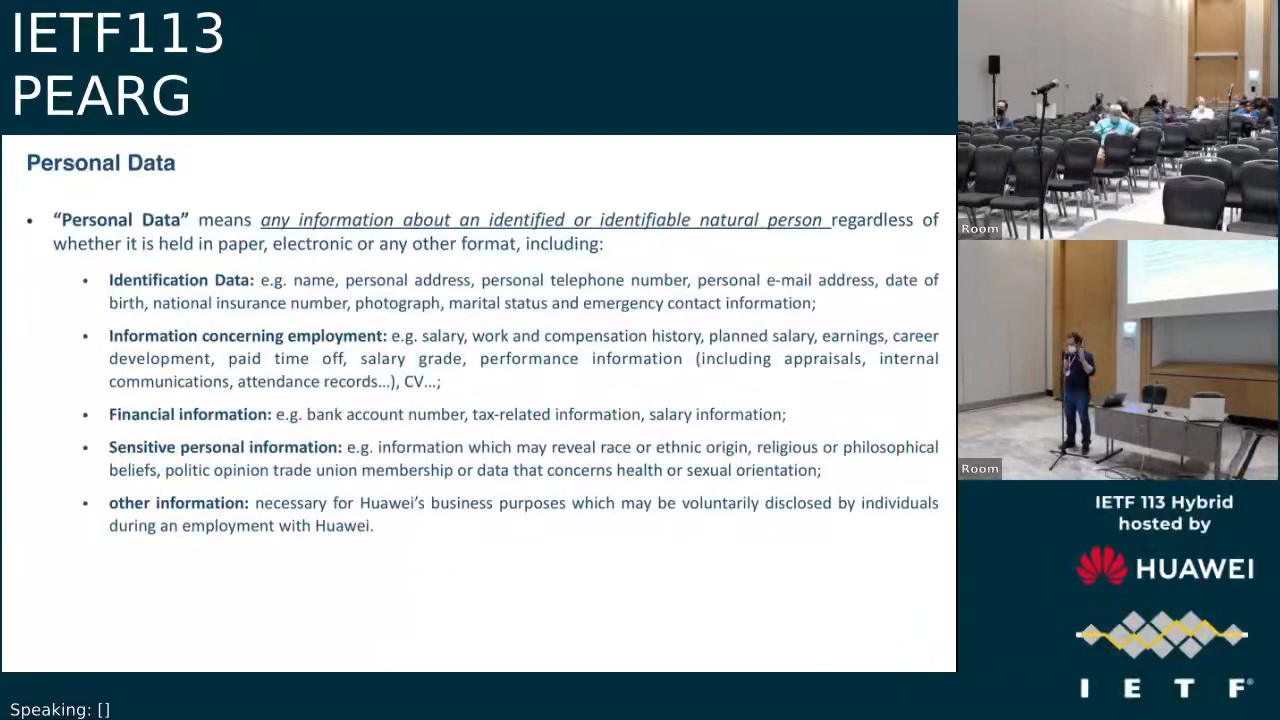 IETF113
PEARG
Personal Data
• “Personal Data” means any information about an identified or identifiable natural person regardless of
whether it is held in paper, electronic or any other format, including:
• Identification Data: e.g. name, personal address, personal telephone number, personal e-mail address, date of
birth, national insurance number, photograph, marital status and emergency contact information;
• Information concerning employment: e.g. salary, work and compensation history, planned salary, earnings, career
development, paid time off, salary grade, performance information (including appraisals, internal
communications, attendance records…), CV…;
• Financial information: e.g. bank account number, tax-related information, salary information;
• Sensitive personal information: e.g. information which may reveal race or ethnic origin, religious or philosophical
beliefs, politic opinion trade union membership or data that concerns health or sexual orientation;
• other information: necessary for Huawei’s business purposes which may be voluntarily disclosed by individuals
during an employment with Huawei.
Room
Room
IETF 113 Hybrid
hosted by
HUAWEI
I E T F®
Speaking: []